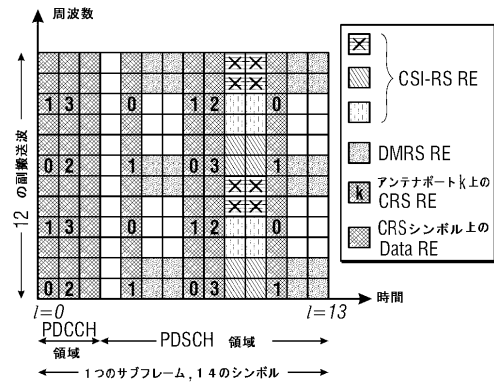 周波数
12 の副搬送波
1 3 0 1 2 0
0 2 1 0 3 1
1 3 0 1 2 0
0 2 1 0 3 1
時間
l=0 l=13
PDCCH 領域
PDSCH 領域
1つのサブフレーム,14のシンボル
CSI-RS RE
DMRS RE
k アンテナポートk上の
CRS RE
CRSシンボル上の
Data RE